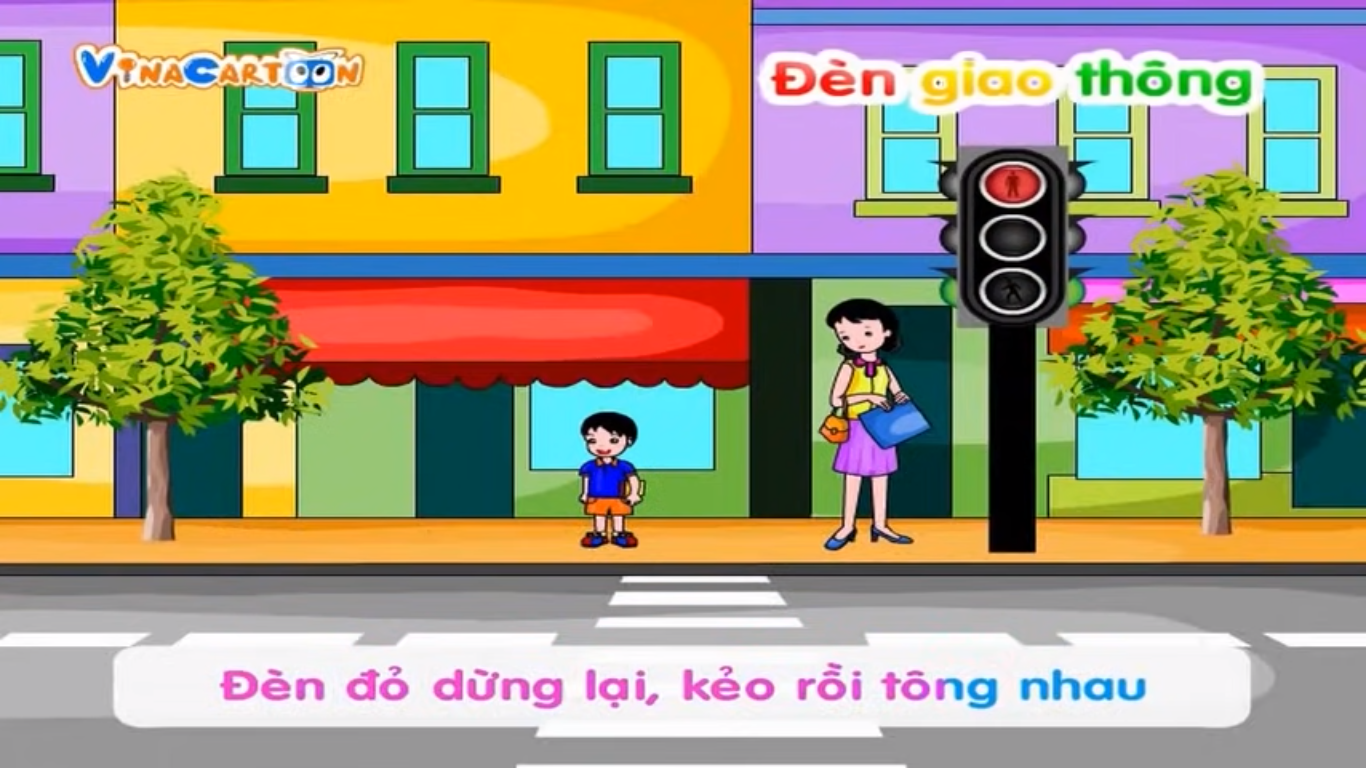 VINACARTOON
Đèn giao thông
Đèn đỏ dừng lại, kẻo rồi tông nhau